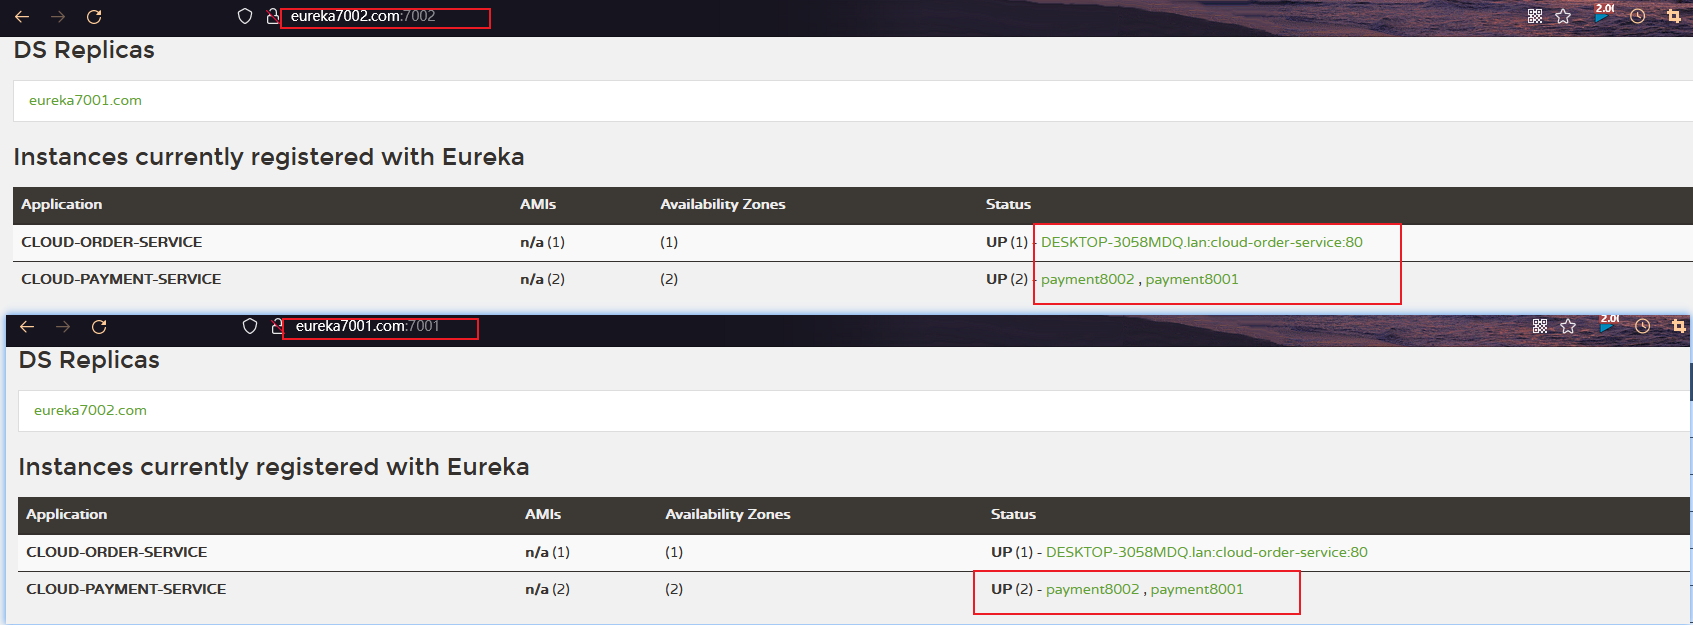 eureka7002.com:7002
2.0
DS Replicas
eureka7001.com
Instances currently registered with Eureka
Application AMIs Availability Zones Status
CLOUD-ORDER-SERVICE n/a (1) (1) UP (1) - DESKTOP-3058MDQ.lan:cloud-order-service:80
CLOUD-PAYMENT-SERVICE n/a (2) (2) UP (2) - payment8002 , payment8001
eureka7001.com:7001
2.0
DS Replicas
eureka7002.com
Instances currently registered with Eureka
Application AMIs Availability Zones Status
CLOUD-ORDER-SERVICE n/a (1) (1) UP (1) - DESKTOP-3058MDQ.lan:cloud-order-service:80
CLOUD-PAYMENT-SERVICE n/a (2) (2) UP (2) - payment8002 , payment8001